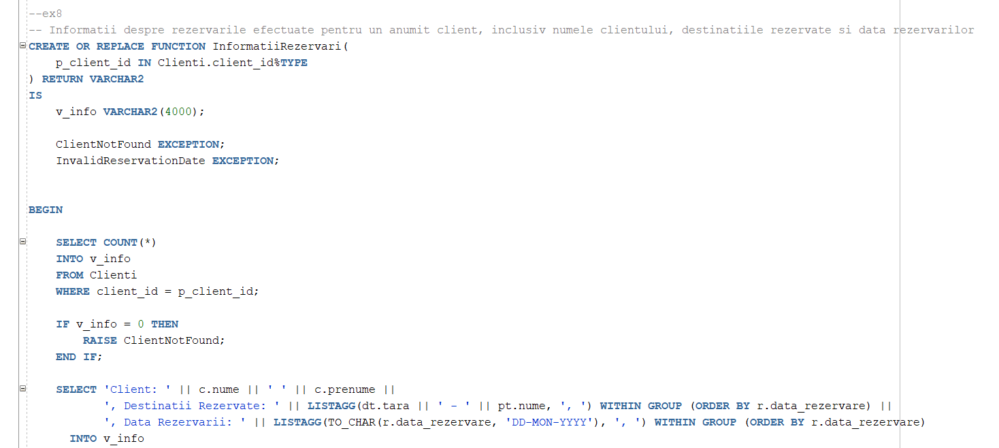 --ex8
-- Informatii despre rezervarile efectuate pentru un anumit client, inclusiv numele clientului, destinatiile rezervate si data rezervarilor
CREATE OR REPLACE FUNCTION InformatiiRezervari(
    p_client_id IN Clienti.client_id%TYPE
) RETURN VARCHAR2
IS
    v_info VARCHAR2(4000);
    ClientNotFound EXCEPTION;
    InvalidReservationDate EXCEPTION;
BEGIN
    SELECT COUNT(*)
    INTO v_info
    FROM Clienti
    WHERE client_id = p_client_id;
    IF v_info = 0 THEN
        RAISE ClientNotFound;
    END IF;
    SELECT 'Client: ' || c.nume || ' ' || c.prenume ||
           ', Destinatii Rezervate: ' || LISTAGG(dt.tara || ' - ' || pt.nume, ', ') WITHIN GROUP (ORDER BY r.data_rezervare) ||
           ', Data Rezervarii: ' || LISTAGG(TO_CHAR(r.data_rezervare, 'DD-MON-YYYY'), ', ') WITHIN GROUP (ORDER BY r.data_rezervare)
      INTO v_info